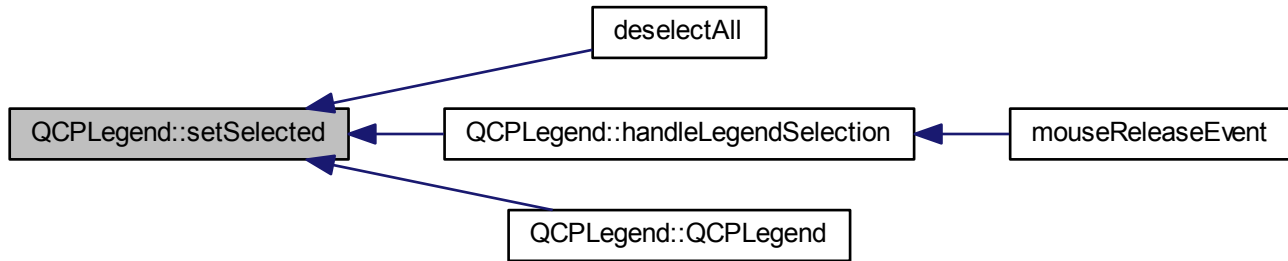 deselectAll
QCPLegend::setSelected
QCPLegend::handleLegendSelection
mouseReleaseEvent
QCPLegend::QCPLegend